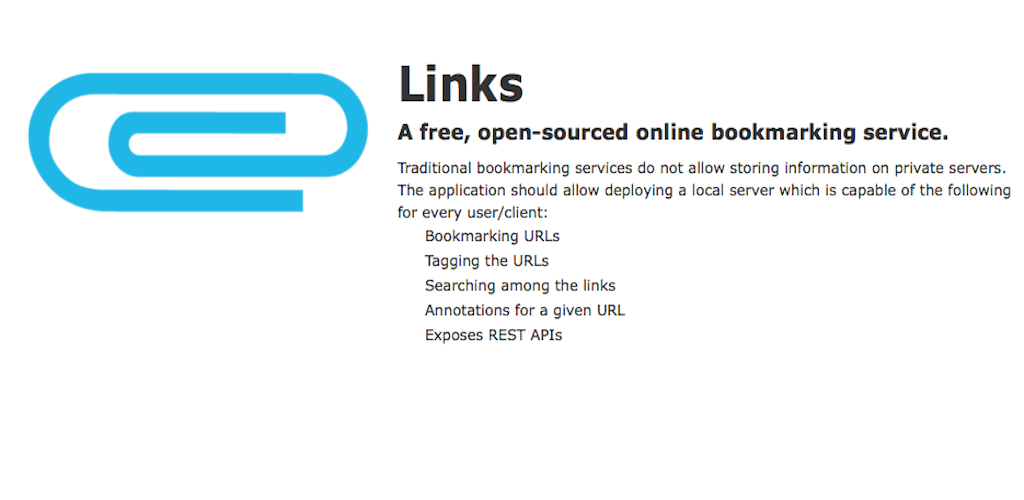 Links
A free, open-sourced online bookmarking service.
Traditional bookmarking services do not allow storing information on private servers.
The application should allow deploying a local server which is capable of the following
for every user/client:
Bookmarking URLs
Tagging the URLs
Searching among the links
Annotations for a given URL
Exposes REST APIs